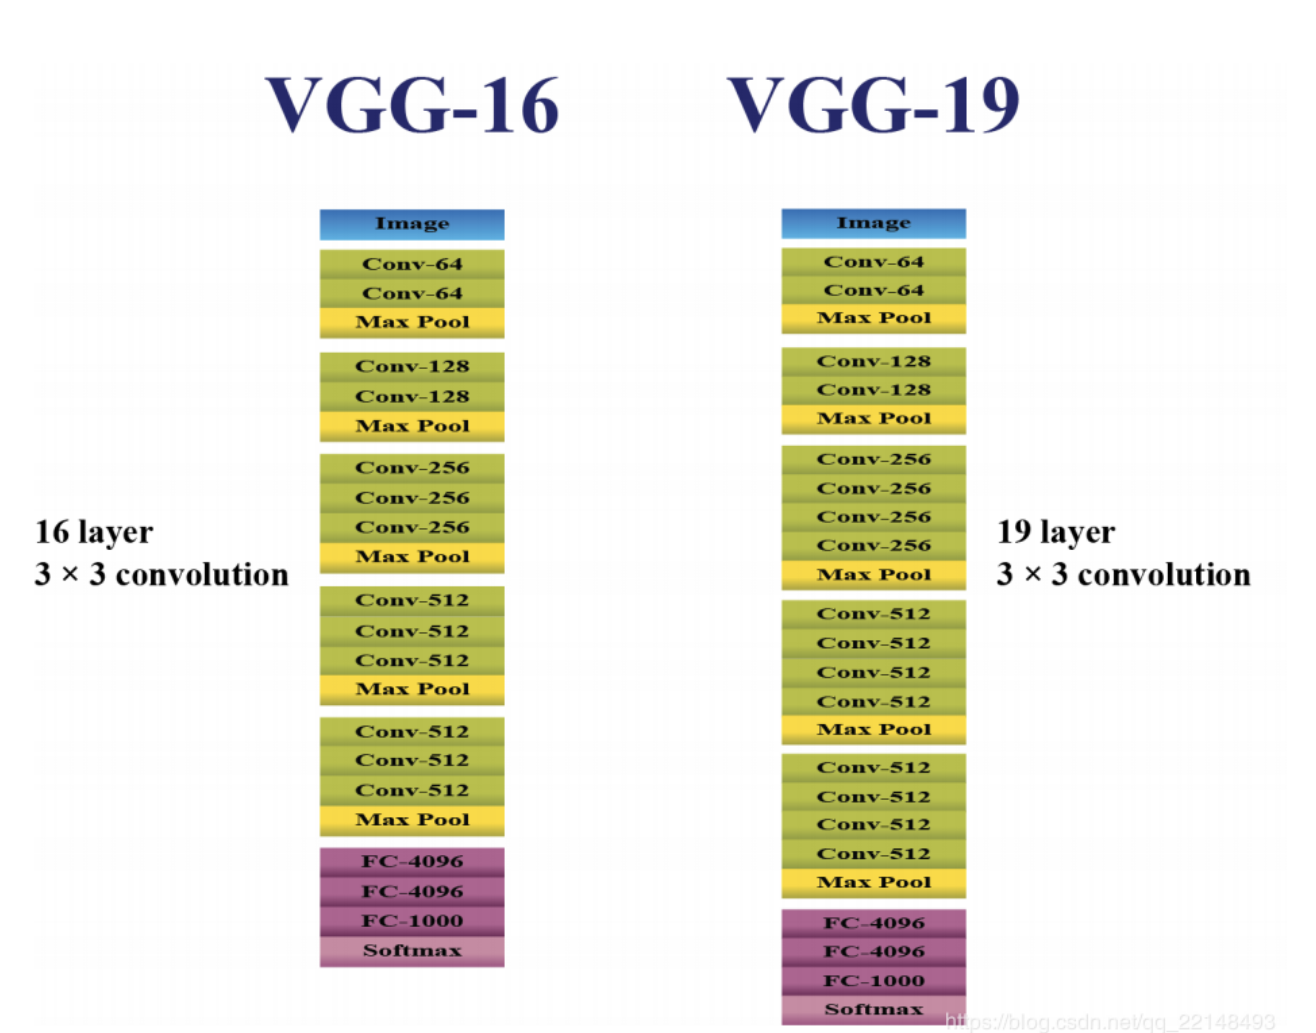 VGG-16
VGG-19
16 layer
3 × 3 convolution
Image
Conv-64
Conv-64
Max Pool
Conv-128
Conv-128
Max Pool
Conv-256
Conv-256
Conv-256
Max Pool
Conv-512
Conv-512
Conv-512
Max Pool
Conv-512
Conv-512
Conv-512
Max Pool
FC-4096
FC-4096
FC-1000
Softmax
Image
Conv-64
Conv-64
Max Pool
Conv-128
Conv-128
Max Pool
Conv-256
Conv-256
Conv-256
Conv-256
Max Pool
Conv-512
Conv-512
Conv-512
Conv-512
Max Pool
Conv-512
Conv-512
Conv-512
Conv-512
Max Pool
FC-4096
FC-4096
FC-1000
Softmax
19 layer
3 × 3 convolution
https://blog.csdn.net/qq_22148493